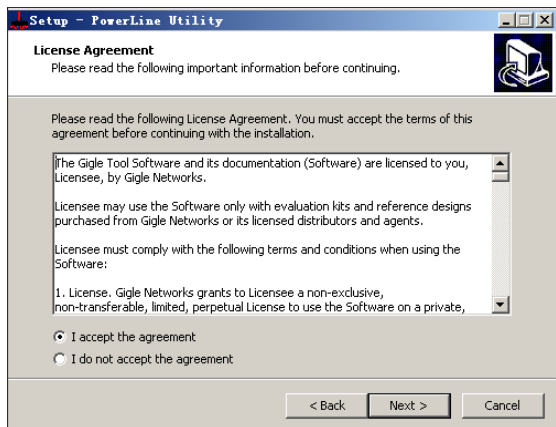 Setup - PowerLine Utility
License Agreement
Please read the following important information before continuing.
Please read the following License Agreement. You must accept the terms of this
agreement before continuing with the installation.
The Gigle Tool Software and its documentation (Software) are licensed to you,
Licensee, by Gigle Networks.
Licensee may use the Software only with evaluation kits and reference designs
purchased from Gigle Networks or its licensed distributors and agents.
Licensee must comply with the following terms and conditions when using the
Software:
1. License. Gigle Networks grants to Licensee a non-exclusive,
non-transferable, limited, perpetual License to use the Software on a private,
I accept the agreement
I do not accept the agreement
< Back Next > Cancel